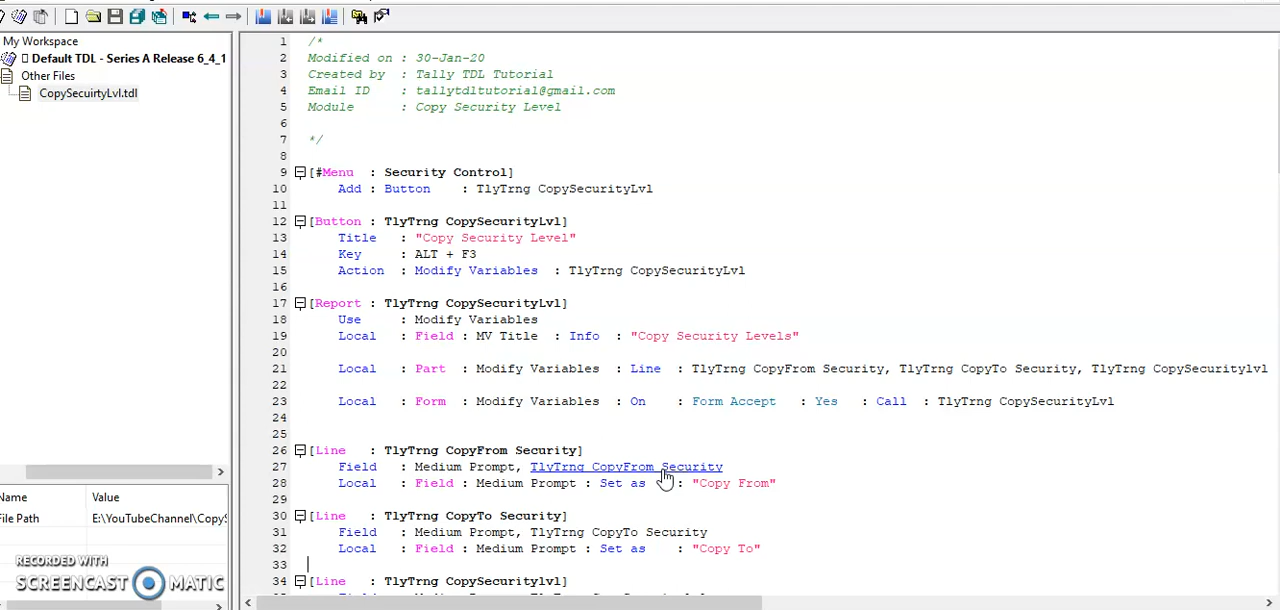 My Workspace
Default TDL - Series A Release 6_4_1
Other Files
CopySecuirtyLvl.tdl
Name Value
File Path E:\YouTubeChannel\CopyS
RECORDED WITH
SCREENCAST MATIC
1 /*
2 Modified on : 30-Jan-20
3 Created by : Tally TDL Tutorial
4 Email ID : tallytdltutorial@gmail.com
5 Module : Copy Security Level
6
7 */
8
9 [#Menu : Security Control]
10 Add : Button : TlyTrng CopySecurityLvl
11
12 [Button : TlyTrng CopySecurityLvl]
13 Title : "Copy Security Level"
14 Key : ALT + F3
15 Action : Modify Variables : TlyTrng CopySecurityLvl
16
17 [Report : TlyTrng CopySecurityLvl]
18 Use : Modify Variables
19 Local : Field : MV Title : Info : "Copy Security Levels"
20
21 Local : Part : Modify Variables : Line : TlyTrng CopyFrom Security, TlyTrng CopyTo Security, TlyTrng CopySecuritylvl
22
23 Local : Form : Modify Variables : On : Form Accept : Yes : Call : TlyTrng CopySecurityLvl
24
25
26 [Line : TlyTrng CopyFrom Security]
27 Field : Medium Prompt, TlyTrng CopyFrom Security
28 Local : Field : Medium Prompt : Set as : "Copy From"
29
30 [Line : TlyTrng CopyTo Security]
31 Field : Medium Prompt, TlyTrng CopyTo Security
32 Local : Field : Medium Prompt : Set as : "Copy To"
33
34 [Line : TlyTrng CopySecuritylvl]